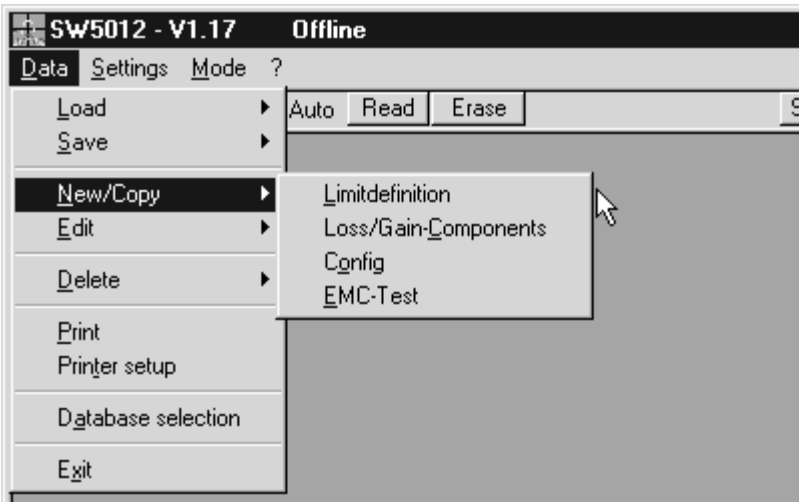 SW5012 - V1.17 Offline
Data Settings Mode ?
Auto Read Erase S
Load
Save
New/Copy
Edit
Delete
Print
Printer setup
Database selection
Exit
Limitdefinition
Loss/Gain-Components
Config
EMC-Test